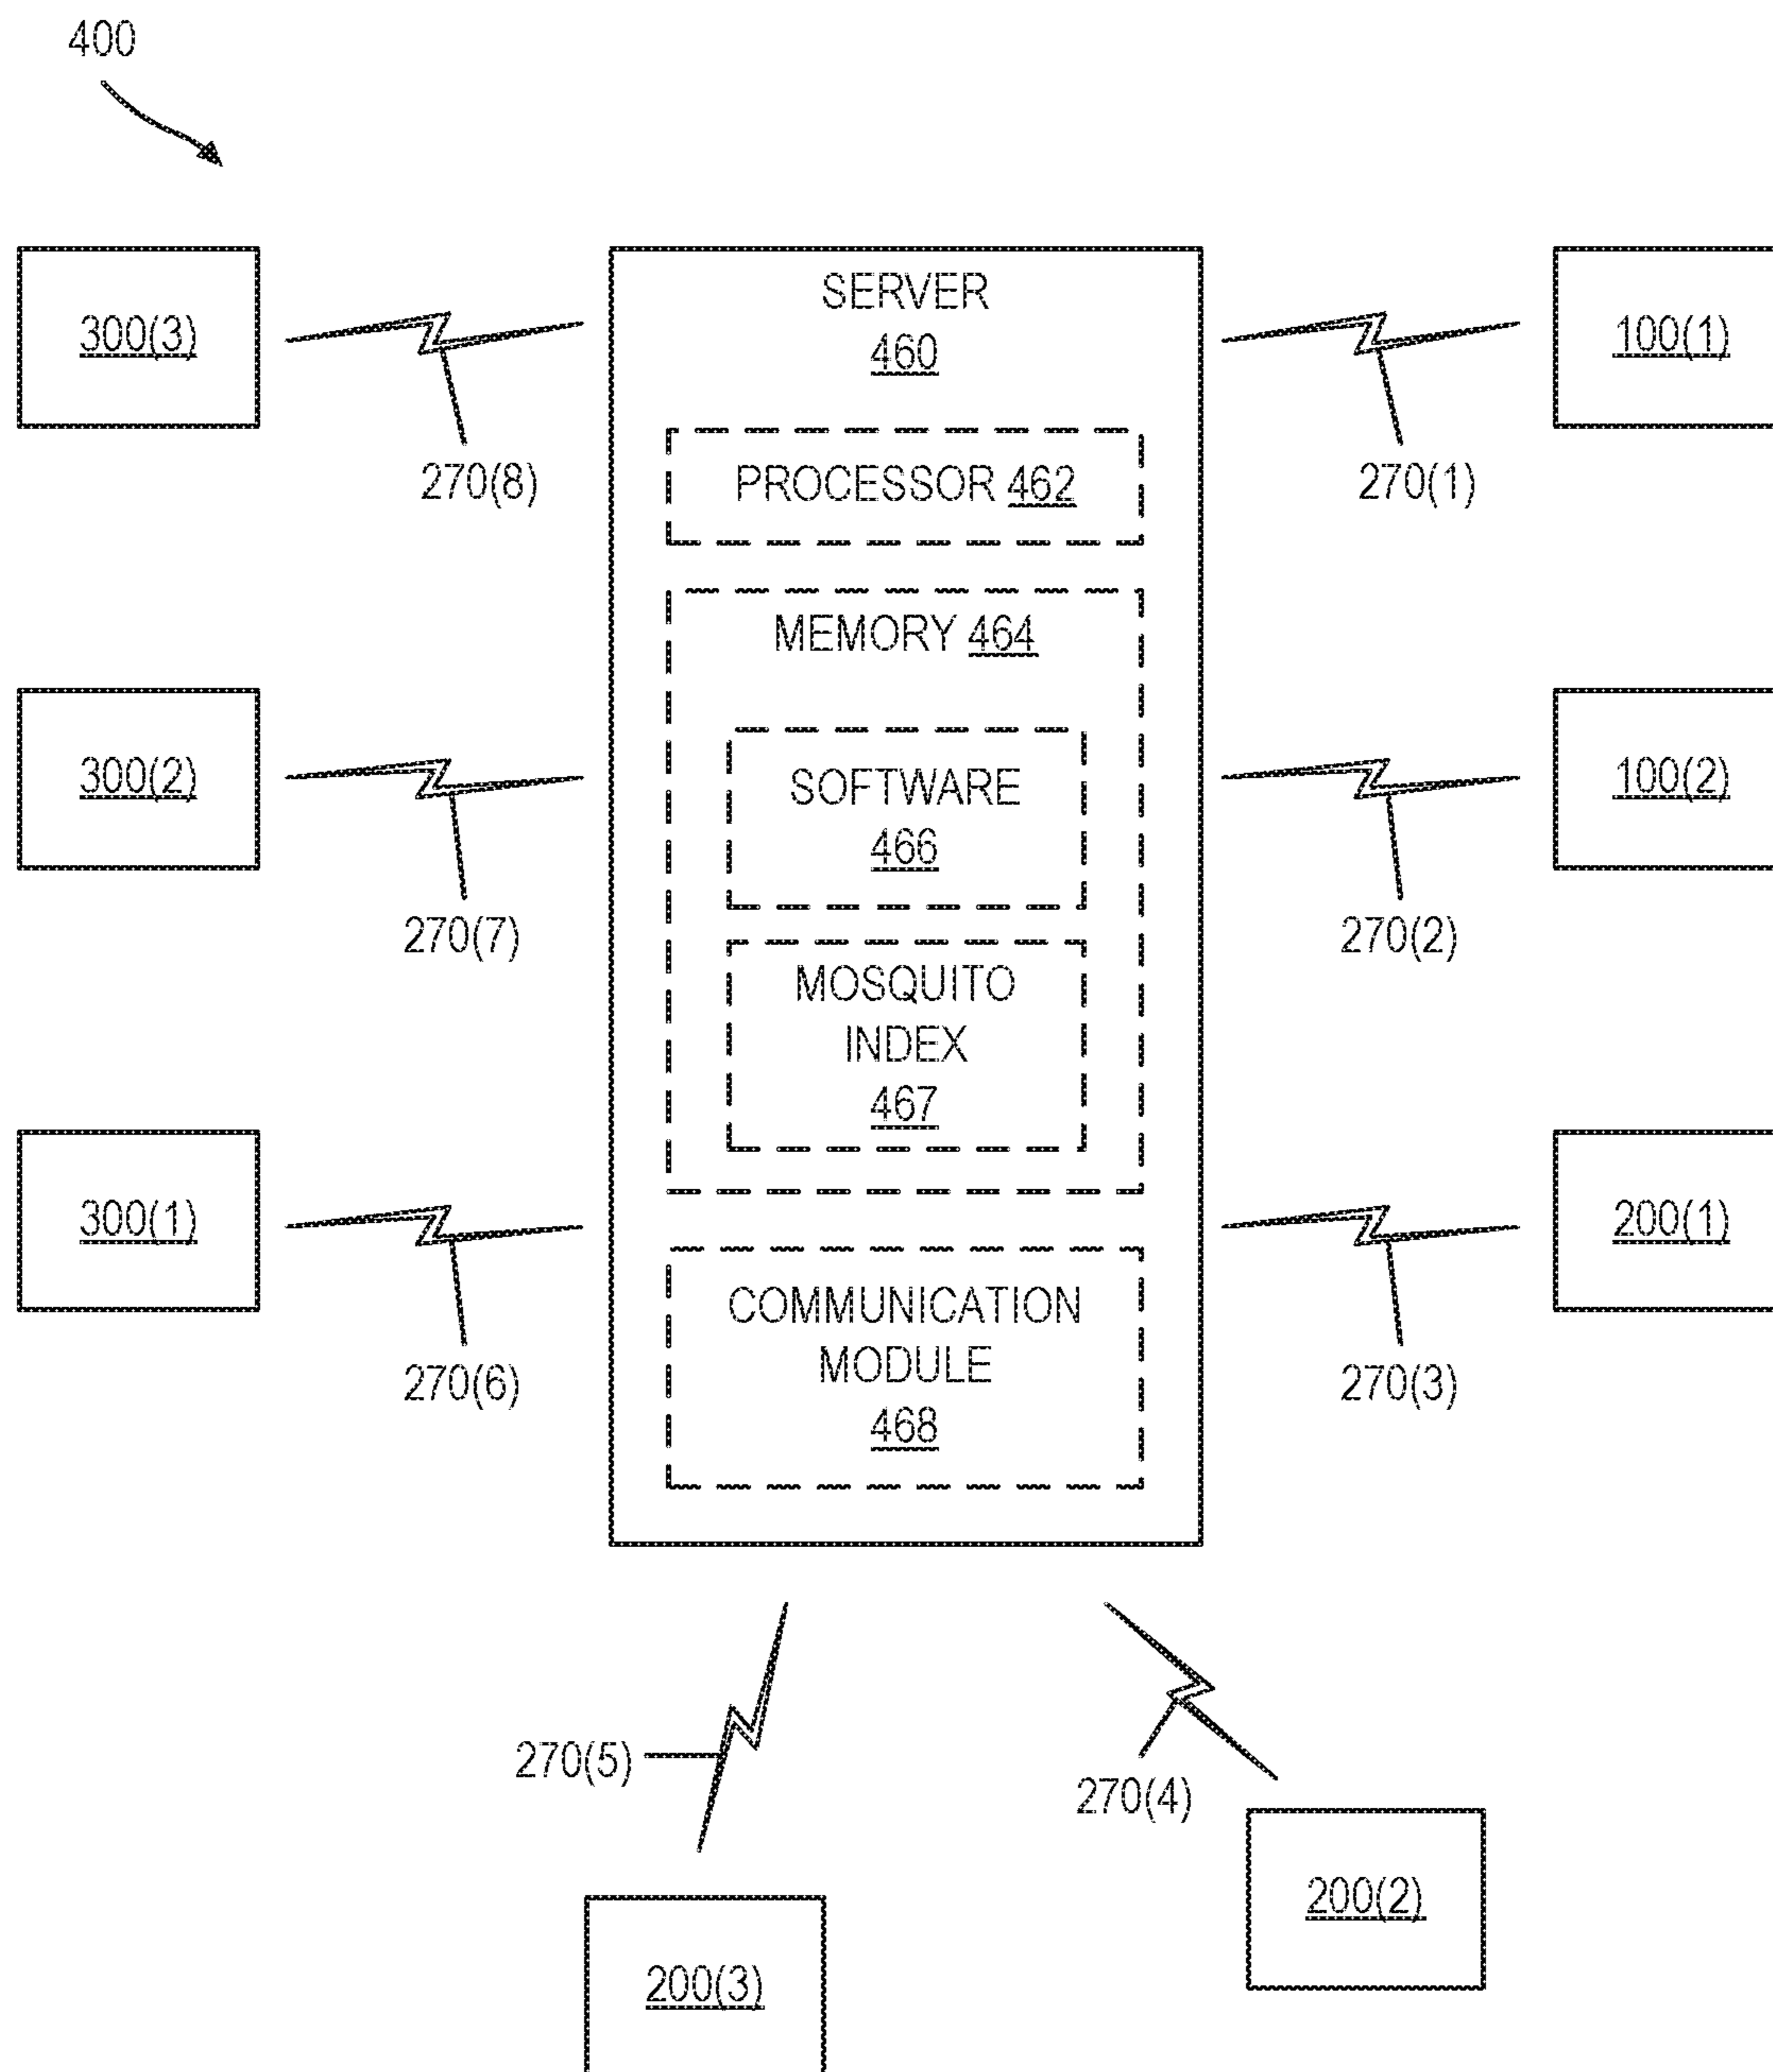 400
300(3)
SERVER
460
100(1)
PROCESSOR 462
270(8)
270(1)
MEMORY 464
300(2)
SOFTWARE
466
100(2)
270(7)
270(2)
MOSQUITO
INDEX
467
300(1)
200(1)
COMMUNICATION
MODULE
468
270(6)
270(3)
270(5)
270(4)
200(2)
200(3)